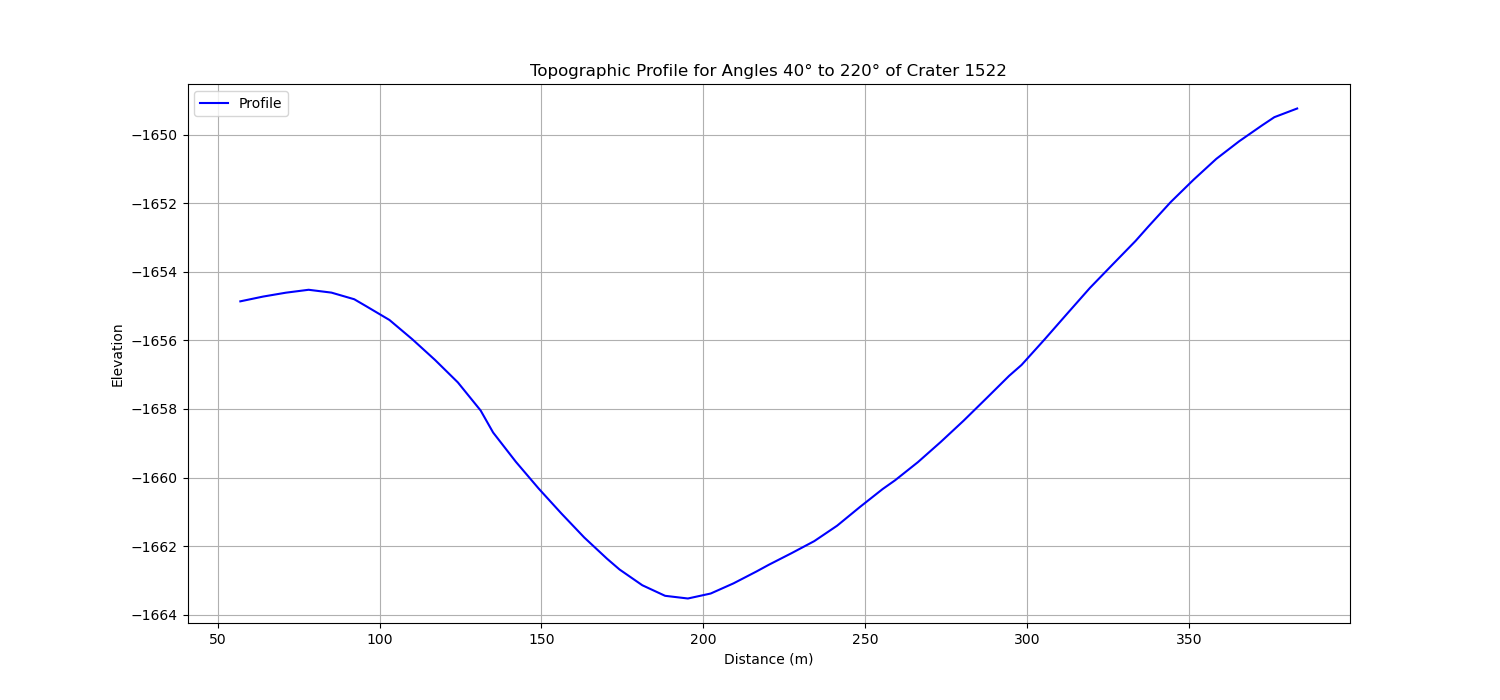 Topographic Profile for Angles 40° to 220° of Crater 1522
Profile
−1650
−1652
−1654
−1656
−1658
−1660
−1662
−1664
Elevation
50 100 150 200 250 300 350
Distance (m)